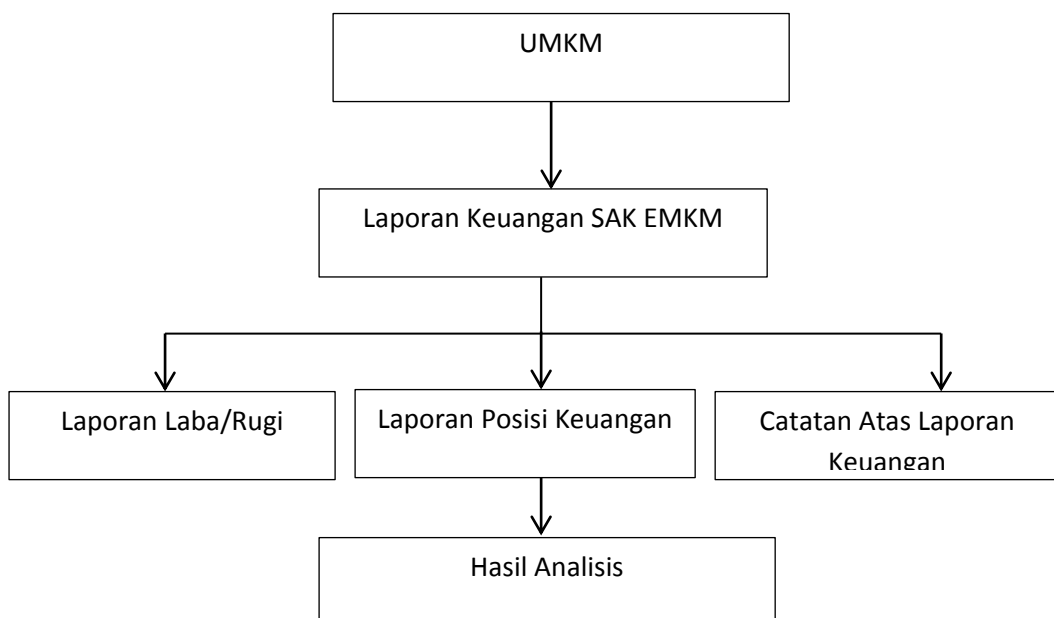 UMKM
Laporan Keuangan SAK EMKM
Laporan Laba/Rugi
Laporan Posisi Keuangan
Catatan Atas Laporan
Keuangan
Hasil Analisis